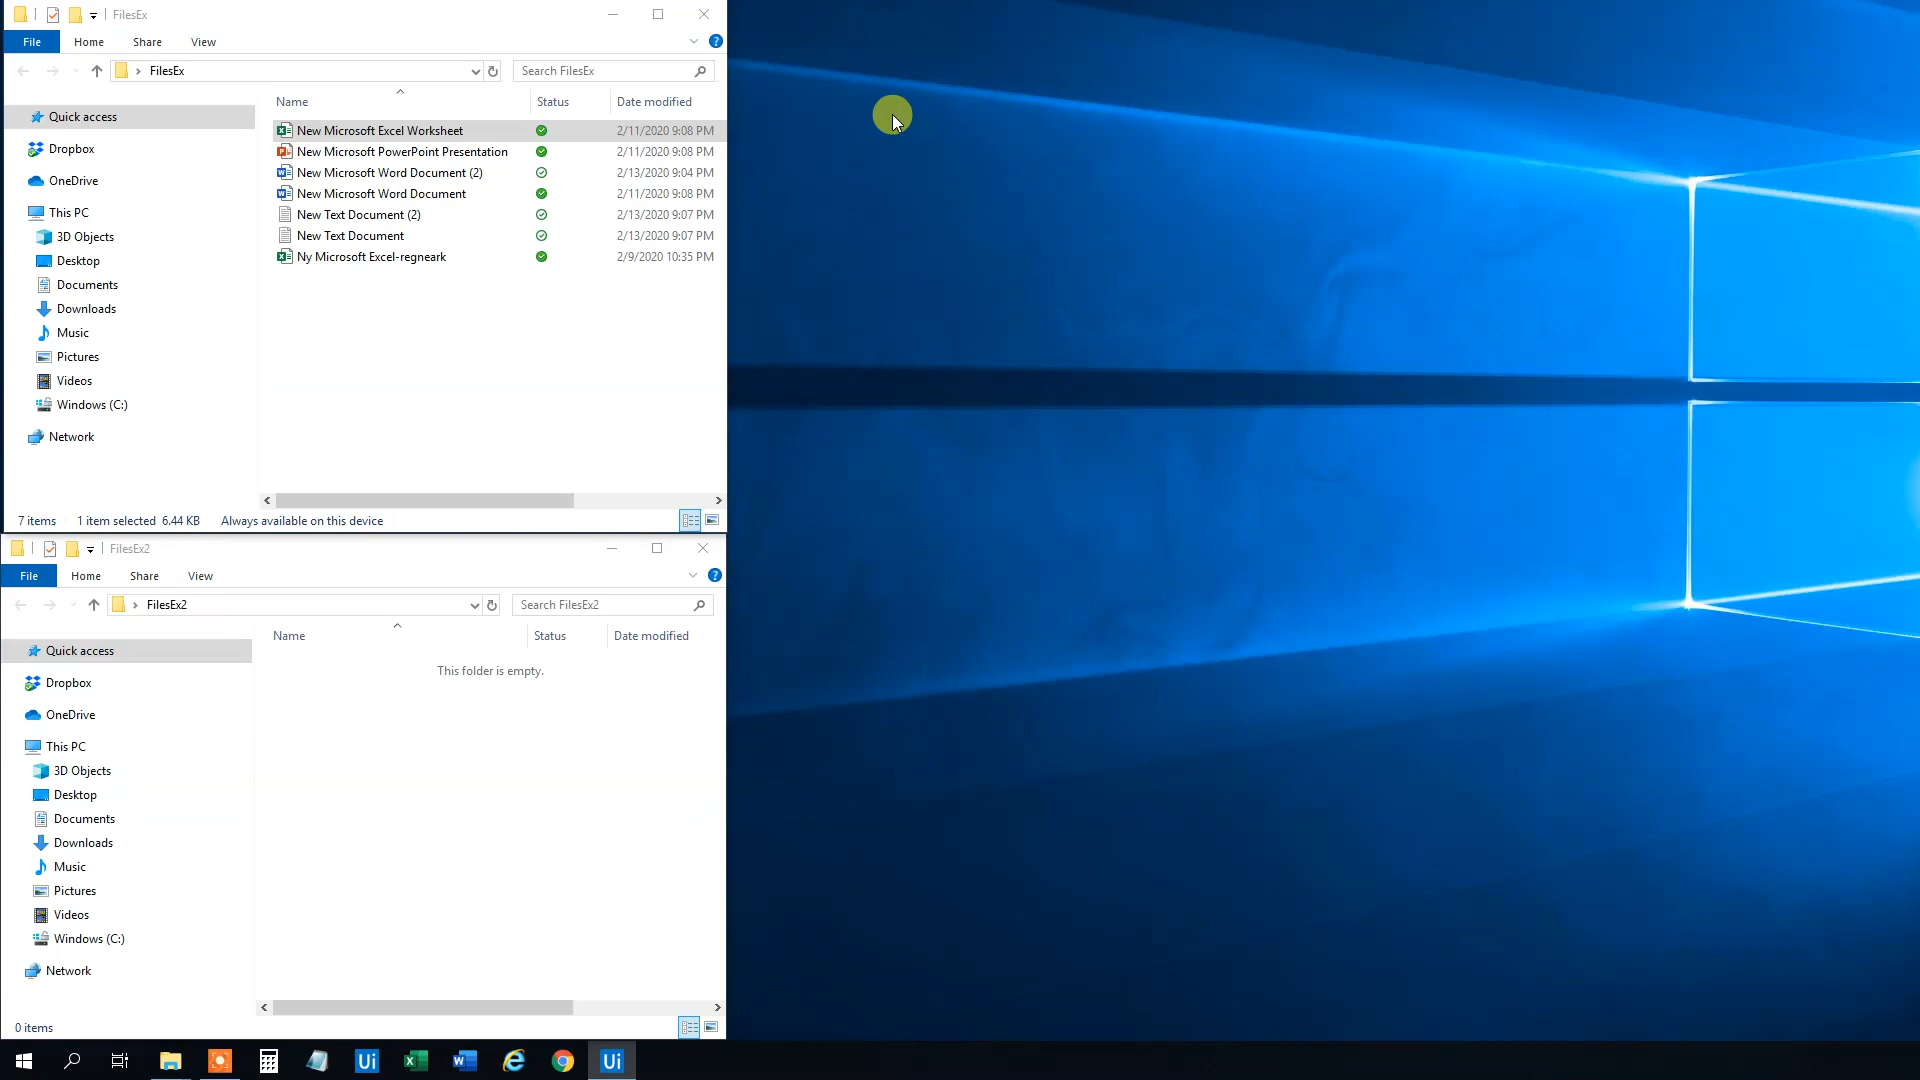 FilesEx
File Home Share View
FilesEx
Search FilesEx
Name Status Date modified
Quick access
Dropbox
OneDrive
This PC
3D Objects
Desktop
Documents
Downloads
Music
Pictures
Videos
Windows (C:)
Network
New Microsoft Excel Worksheet 2/11/2020 9:08 PM
New Microsoft PowerPoint Presentation 2/11/2020 9:08 PM
New Microsoft Word Document (2) 2/13/2020 9:04 PM
New Microsoft Word Document 2/11/2020 9:08 PM
New Text Document (2) 2/13/2020 9:07 PM
New Text Document 2/13/2020 9:07 PM
Ny Microsoft Excel-regneark 2/9/2020 10:35 PM
7 items 1 item selected 6.44 KB Always available on this device
FilesEx2
File Home Share View
FilesEx2
Search FilesEx2
Name Status Date modified
This folder is empty.
Quick access
Dropbox
OneDrive
This PC
3D Objects
Desktop
Documents
Downloads
Music
Pictures
Videos
Windows (C:)
Network
0 items
Ui
Ui